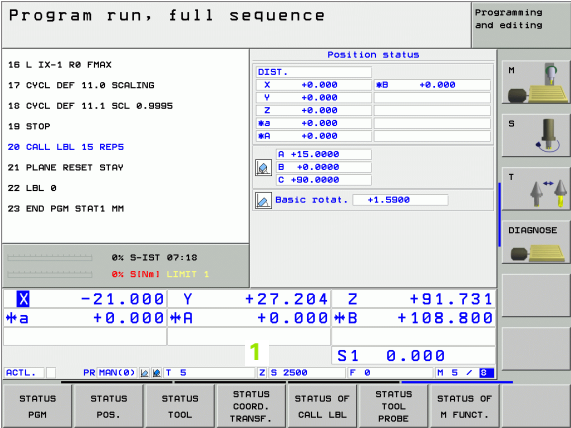 Program run, full sequence
Programming
and editing
16 L IX-1 R0 FMAX
17 CYCL DEF 11.0 SCALING
18 CYCL DEF 11.1 SCL 0.9995
19 STOP
20 CALL LBL 15 REP5
21 PLANE RESET STAY
22 LBL 0
23 END PGM STAT1 MM
Position status
DIST.
X +0.000 *B +0.000
Y +0.000
Z +0.000
*a +0.000
*A +0.000
A +15.0000
B +0.0000
C +90.0000
Basic rotat. +1.5900
M
S
T
DIAGNOSE
0% S-IST 07:18
0% S[Nm] LIMIT 1
X -21.000 Y +27.204 Z +91.731
*a +0.000 *A +0.000 *B +108.800
1
S1 0.000
ACTL. PR MAN(0) T 5 Z S 2500 F 0 M 5 / 8
STATUS
PGM
STATUS
POS.
STATUS
TOOL
STATUS
COORD.
TRANSF.
STATUS OF
CALL LBL
STATUS
TOOL
PROBE
STATUS OF
M FUNCT.